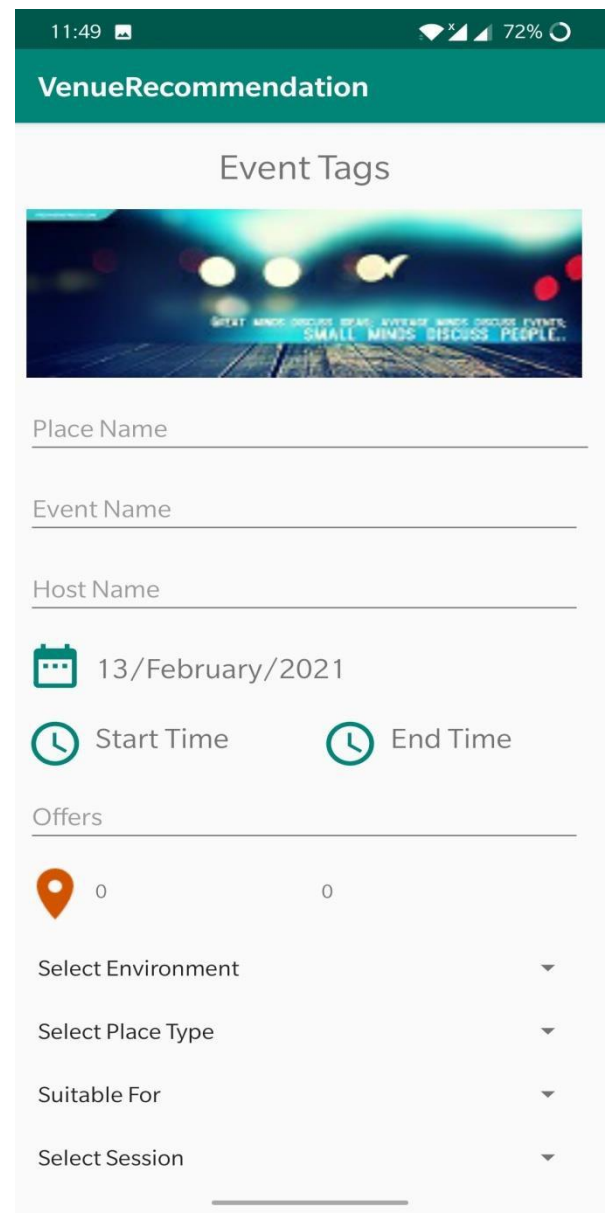 11:49 72%
VenueRecommendation
Event Tags
GREAT MINDS DISCUSS IDEAS; AVERAGE MINDS DISCUSS EVENTS;
SMALL MINDS DISCUSS PEOPLE..
Place Name
Event Name
Host Name
13/February/2021
Start Time End Time
Offers
0 0
Select Environment
Select Place Type
Suitable For
Select Session